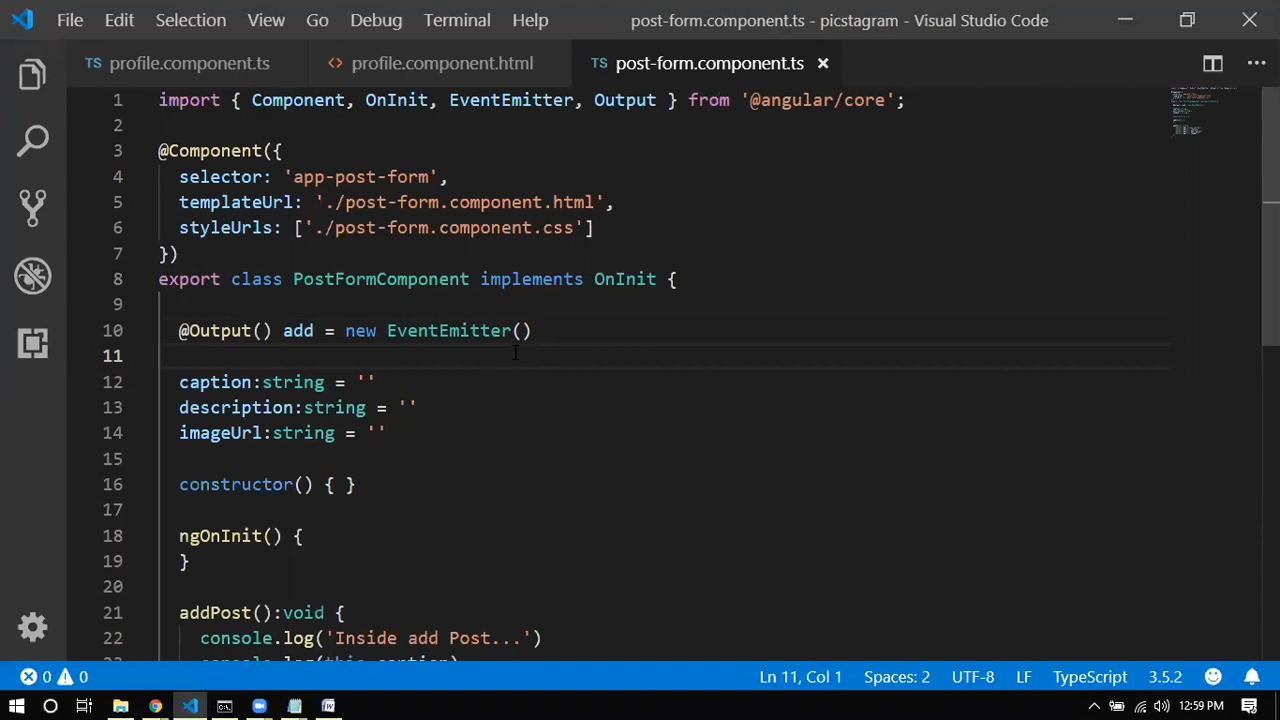 File Edit Selection View Go Debug Terminal Help post-form.component.ts - picstagram - Visual Studio Code
TS profile.component.ts <> profile.component.html TS post-form.component.ts
1 import { Component, OnInit, EventEmitter, Output } from '@angular/core';
2
3 @Component({
4 selector: 'app-post-form',
5 templateUrl: './post-form.component.html',
6 styleUrls: ['./post-form.component.css']
7 })
8 export class PostFormComponent implements OnInit {
9
10 @Output() add = new EventEmitter()
11
12 caption:string = ''
13 description:string = ''
14 imageUrl:string = ''
15
16 constructor() { }
17
18 ngOnInit() {
19 }
20
21 addPost():void {
22 console.log('Inside add Post...')
23 console.log(this.caption)
0 0 Ln 11, Col 1 Spaces: 2 UTF-8 LF TypeScript 3.5.2
12:59 PM